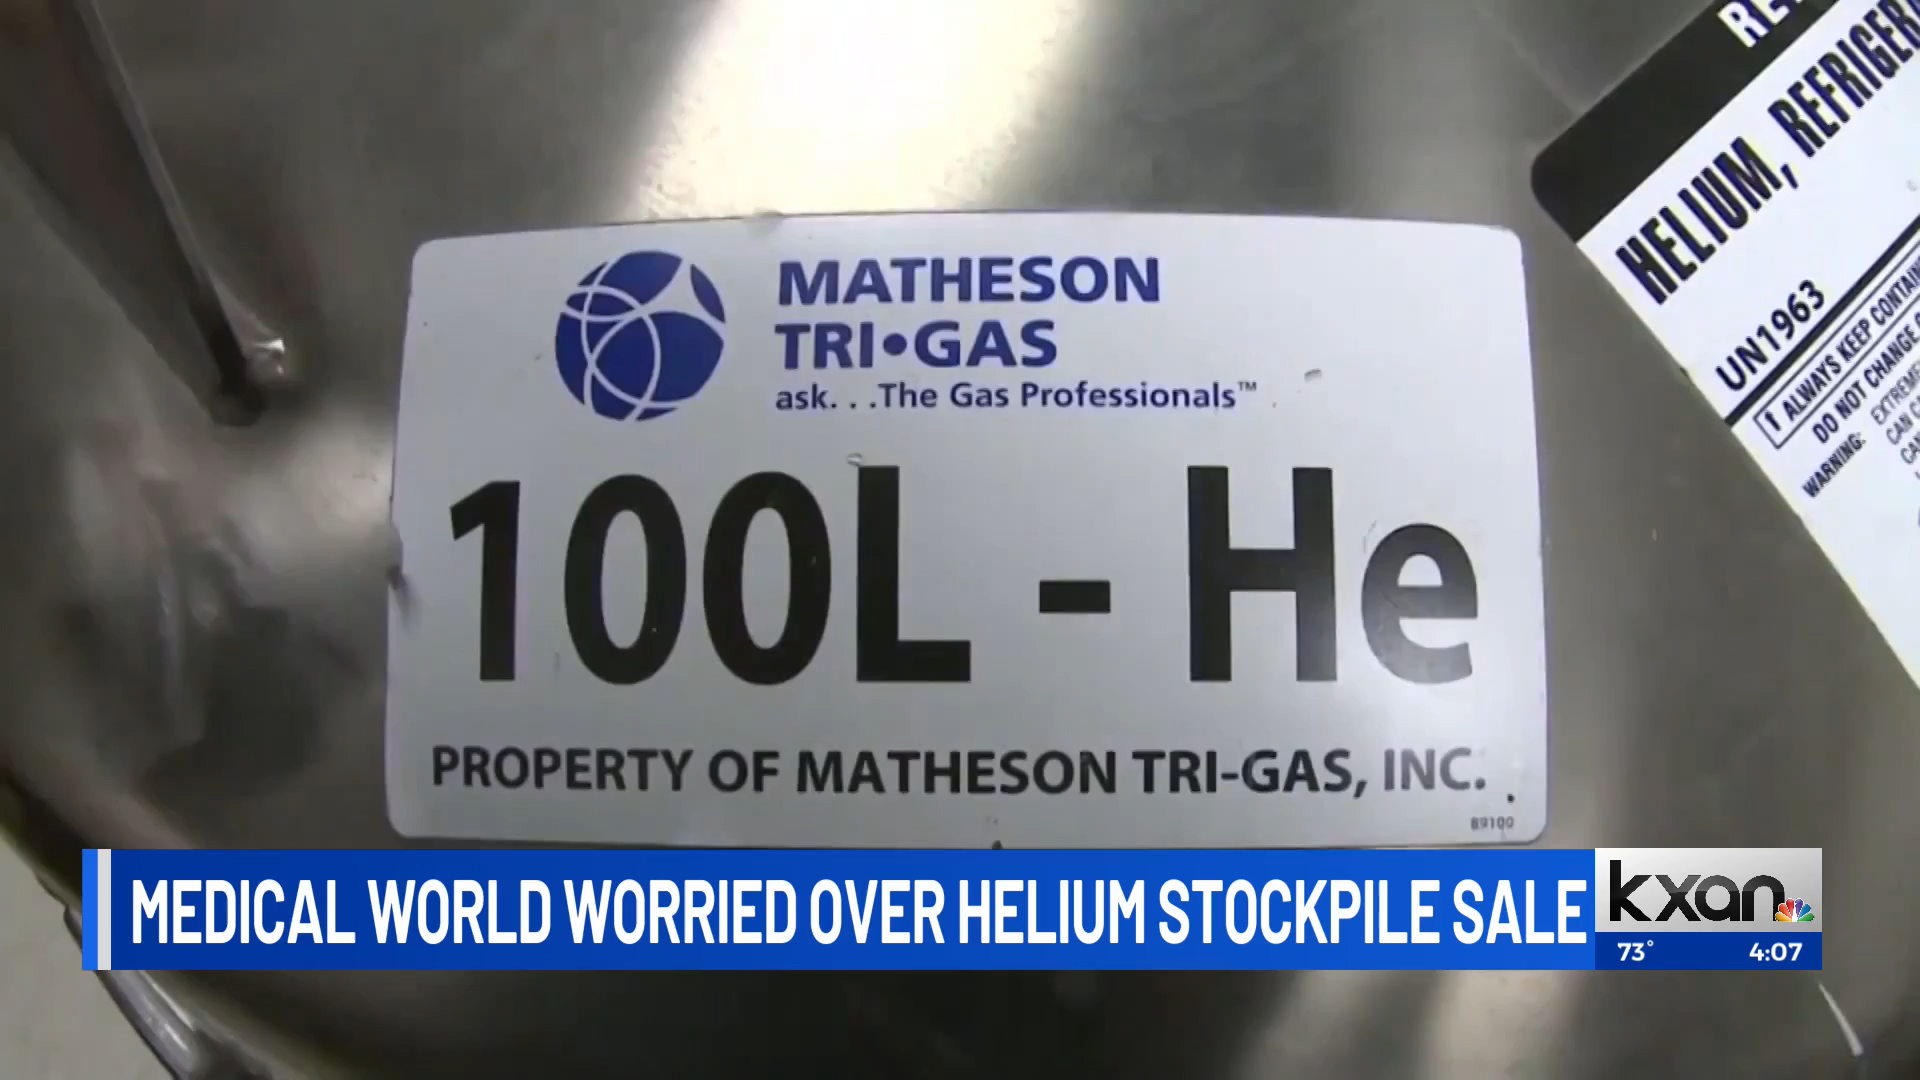 MATHESON
TRI•GAS
ask. . .The Gas Professionals™
100L - He
PROPERTY OF MATHESON TRI-GAS, INC.
89100
HELIUM, REFRIGER
UN1963
1 ALWAYS KEEP
DO NOT CHANGE
WARNING:
MEDICAL WORLD WORRIED OVER HELIUM STOCKPILE SALE
kxan
73°
4:07